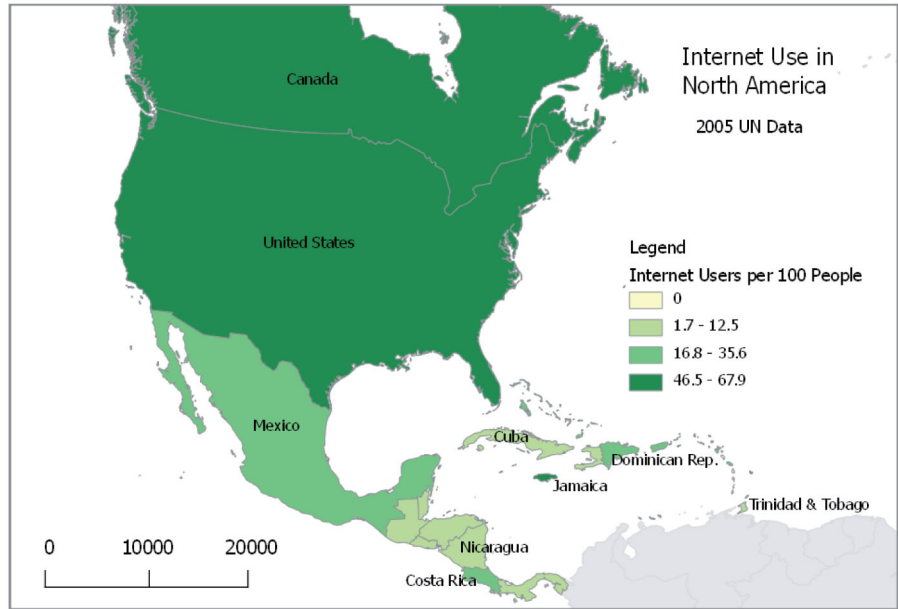 Internet Use in
North America
2005 UN Data
Canada
United States
Legend
Internet Users per 100 People
0
1.7 - 12.5
16.8 - 35.6
46.5 - 67.9
Mexico
Cuba
Dominican Rep.
Jamaica
Trinidad & Tobago
Nicaragua
Costa Rica
0 10000 20000